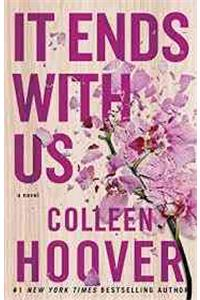 IT ENDS
WITH
US
a novel
COLLEEN
HOOVER
#1 NEW YORK TIMES BESTSELLING AUTHOR